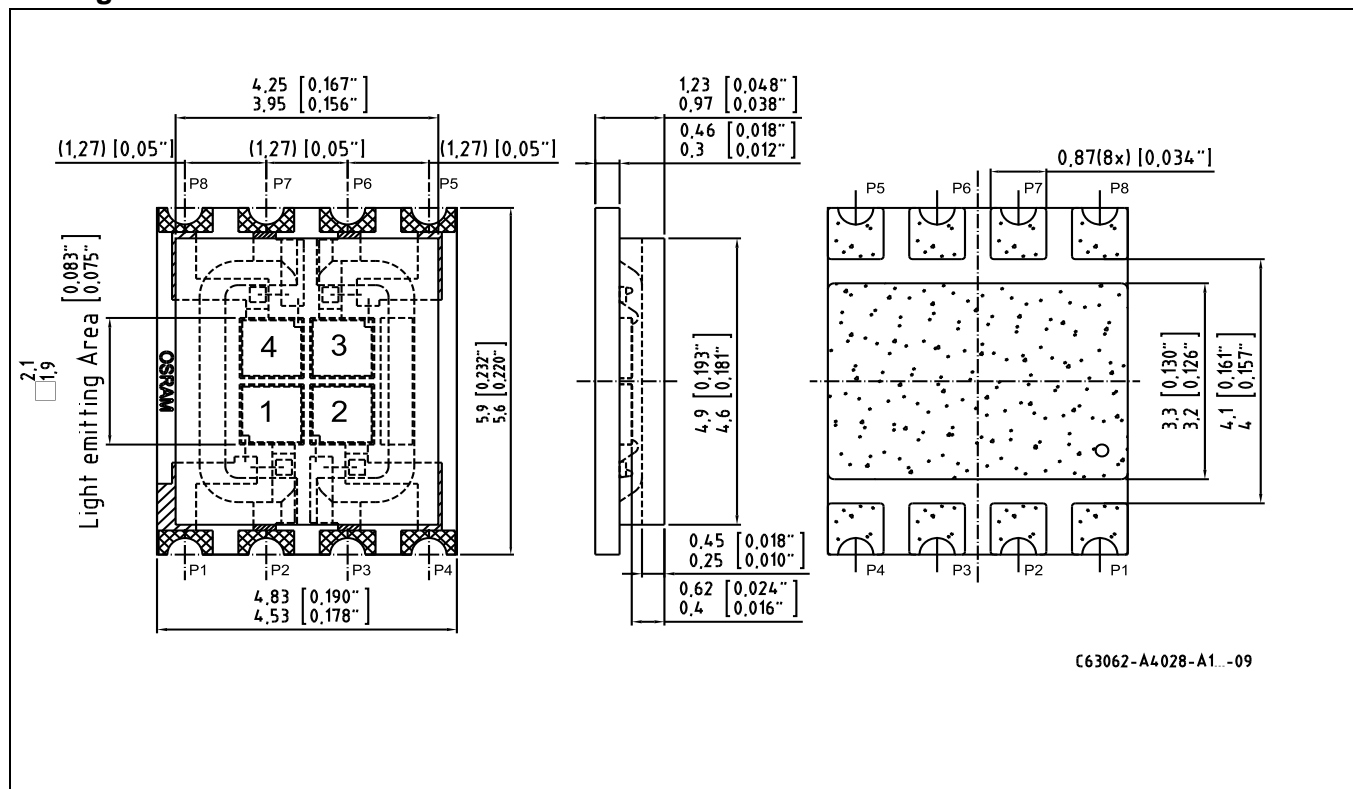 4,25 [0,167"]
3,95 [0,156"]
(1,27) [0,05"]
(1,27) [0,05"]
(1,27) [0,05"]
P8
P7
P6
P5
[0,083"
0,075"]
2,1
1,9
Light emitting Area
OSRAM
4
3
1
2
5,9 [0,232"]
5,6 [0,220"]
P1
P2
P3
P4
4,83 [0,190"]
4,53 [0,178"]
1,23 [0,048"]
0,97 [0,038"]
0,46 [0,018"]
0,3 [0,012"]
4,9 [0,193"]
4,6 [0,181"]
0,45 [0,018"]
0,25 [0,010"]
0,62 [0,024"]
0,4 [0,016"]
0,87(8x) [0,034"]
P5
P6
P7
P8
3,3 [0,130"]
3,2 [0,126"]
4,1 [0,161"]
4 [0,157"]
P4
P3
P2
P1
C63062-A4028-A1...-09